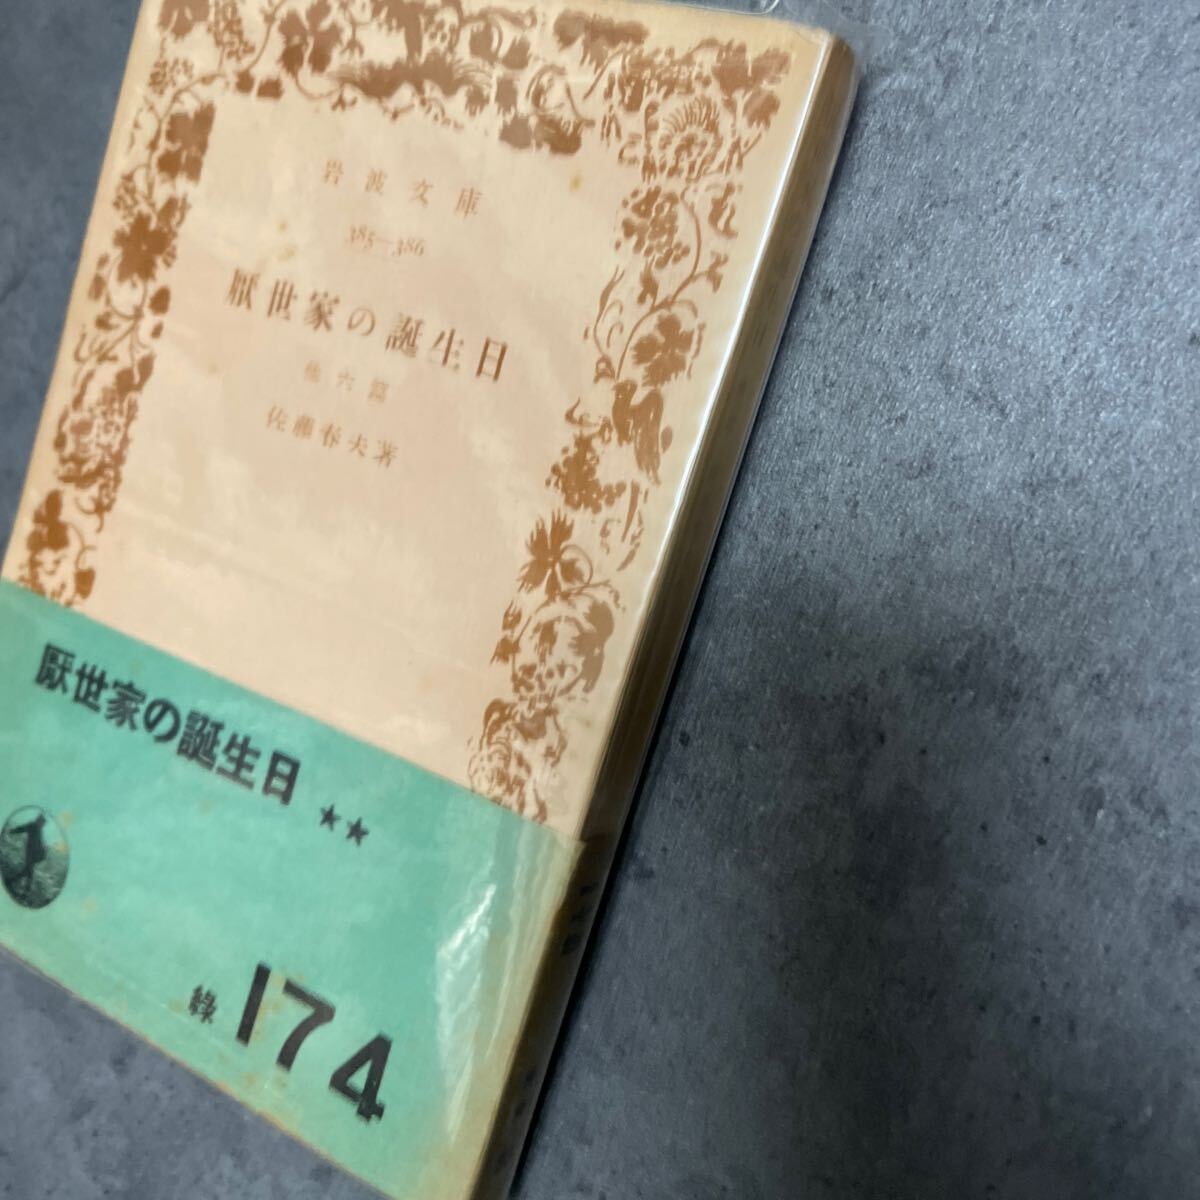 岩波文庫
385—386
厭世家の誕生日
他六篇
佐藤春夫著
厭世家の誕生日 ★★
緑 174